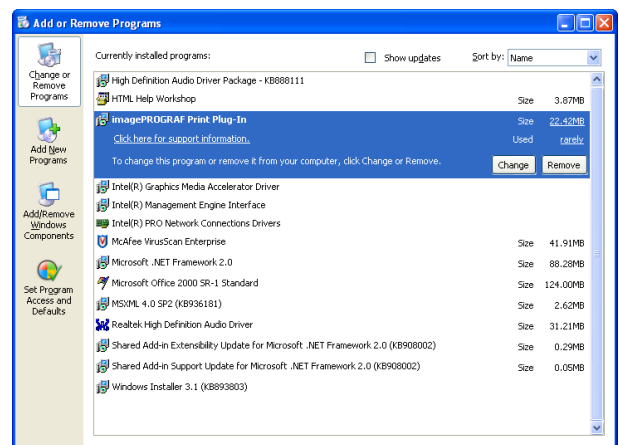 Add or Remove Programs
Change or
Remove
Programs
Add New
Programs
Add/Remove
Windows
Components
Set Program
Access and
Defaults
Currently installed programs: Show updates Sort by: Name
High Definition Audio Driver Package - KB888111
HTML Help Workshop Size 3.87MB
imagePROGRAF Print Plug-In Size 22.42MB
Click here for support information. Used rarely
To change this program or remove it from your computer, click Change or Remove. Change Remove
Intel(R) Graphics Media Accelerator Driver
Intel(R) Management Engine Interface
Intel(R) PRO Network Connections Drivers
McAfee VirusScan Enterprise Size 41.91MB
Microsoft .NET Framework 2.0 Size 88.28MB
Microsoft Office 2000 SR-1 Standard Size 124.00MB
MSXML 4.0 SP2 (KB936181) Size 2.62MB
Realtek High Definition Audio Driver Size 31.21MB
Shared Add-in Extensibility Update for Microsoft .NET Framework 2.0 (KB908002) Size 0.29MB
Shared Add-in Support Update for Microsoft .NET Framework 2.0 (KB908002) Size 0.05MB
Windows Installer 3.1 (KB893803)